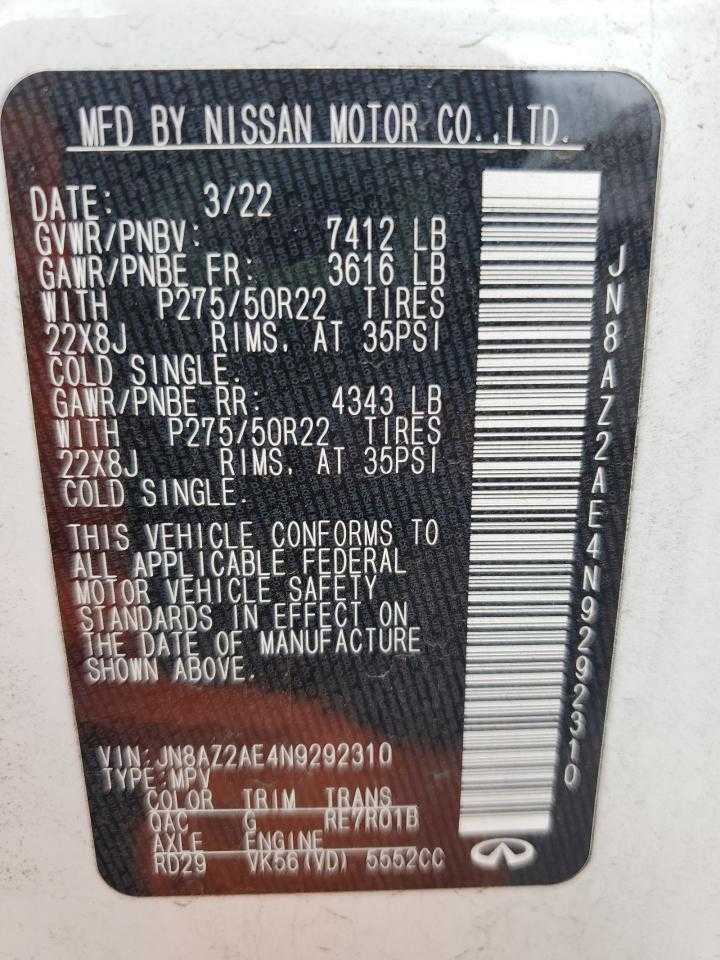 MFD BY NISSAN MOTOR CO.,LTD.
DATE: 3/22
GVWR/PNBV: 7412 LB
GAWR/PNBE FR: 3616 LB
WITH P275/50R22 TIRES
22X8J RIMS, AT 35PSI
COLD SINGLE.
GAWR/PNBE RR: 4343 LB
WITH P275/50R22 TIRES
22X8J RIMS, AT 35PSI
COLD SINGLE.
THIS VEHICLE CONFORMS TO
ALL APPLICABLE FEDERAL
MOTOR VEHICLE SAFETY
STANDARDS IN EFFECT ON
THE DATE OF MANUFACTURE
SHOWN ABOVE.
VIN:JN8AZ2AE4N9292310
TYPE:MPV
COLOR TRIM TRANS
QAC G RE7R01B
AXLE ENGINE
RD29 VK56(VD) 5552CC
JN8AZ2AE4N9292310